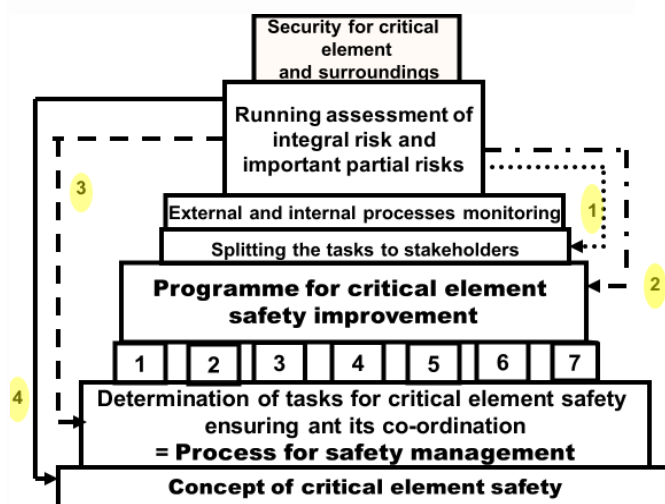 Security for critical
element
and surroundings
Running assessment of
integral risk and
important partial risks
3
1
External and internal processes monitoring
Splitting the tasks to stakeholders
2
Programme for critical element
safety improvement
1 2 3 4 5 6 7
4
Determination of tasks for critical element safety
ensuring ant its co-ordination
= Process for safety management
Concept of critical element safety